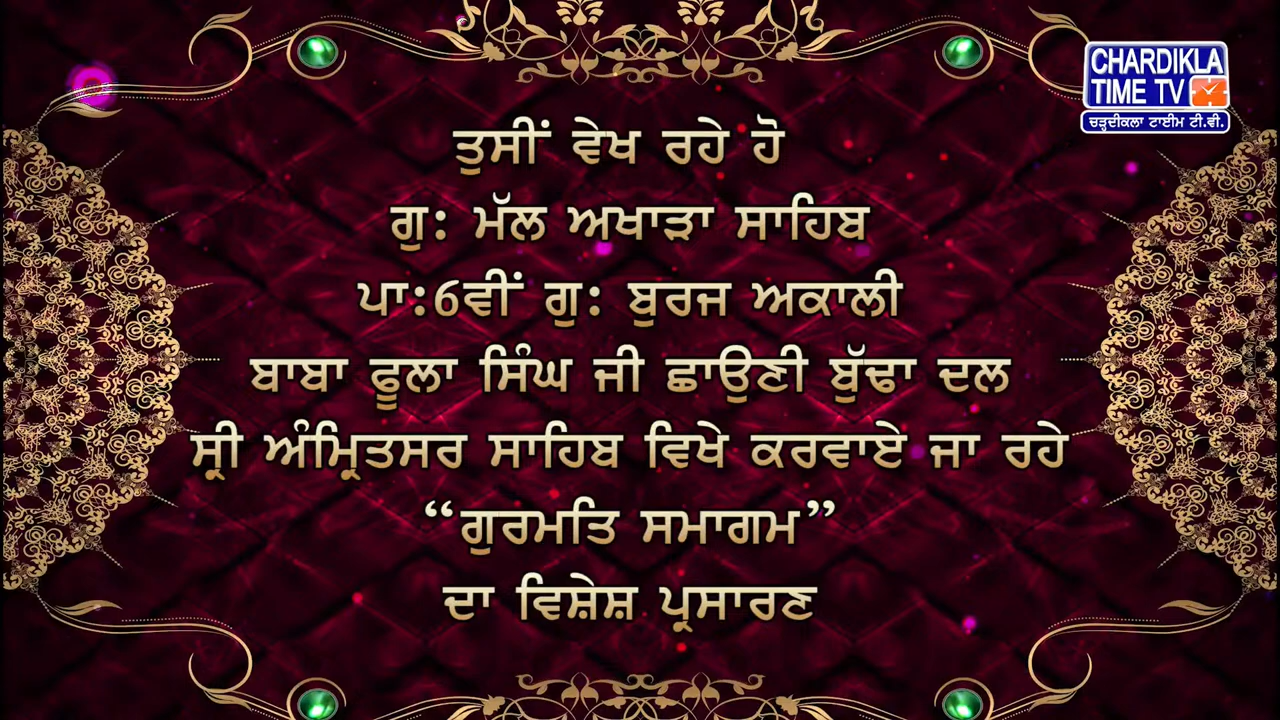 CHARDIKLA
TIME TV
ਚੜ੍ਹਦੀਕਲਾ ਟਾਈਮ ਟੀ.ਵੀ.
ਤੁਸੀਂ ਵੇਖ ਰਹੇ ਹੋ
ਗੁ: ਮੱਲ ਅਖਾੜਾ ਸਾਹਿਬ
ਪਾ:6ਵੀਂ ਗੁ: ਬੁਰਜ ਅਕਾਲੀ
ਬਾਬਾ ਫੂਲਾ ਸਿੰਘ ਜੀ ਛਾਉਣੀ ਬੁੱਢਾ ਦਲ
ਸ੍ਰੀ ਅੰਮ੍ਰਿਤਸਰ ਸਾਹਿਬ ਵਿਖੇ ਕਰਵਾਏ ਜਾ ਰਹੇ
“ਗੁਰਮਤਿ ਸਮਾਗਮ”
ਦਾ ਵਿਸ਼ੇਸ਼ ਪ੍ਰਸਾਰਣ